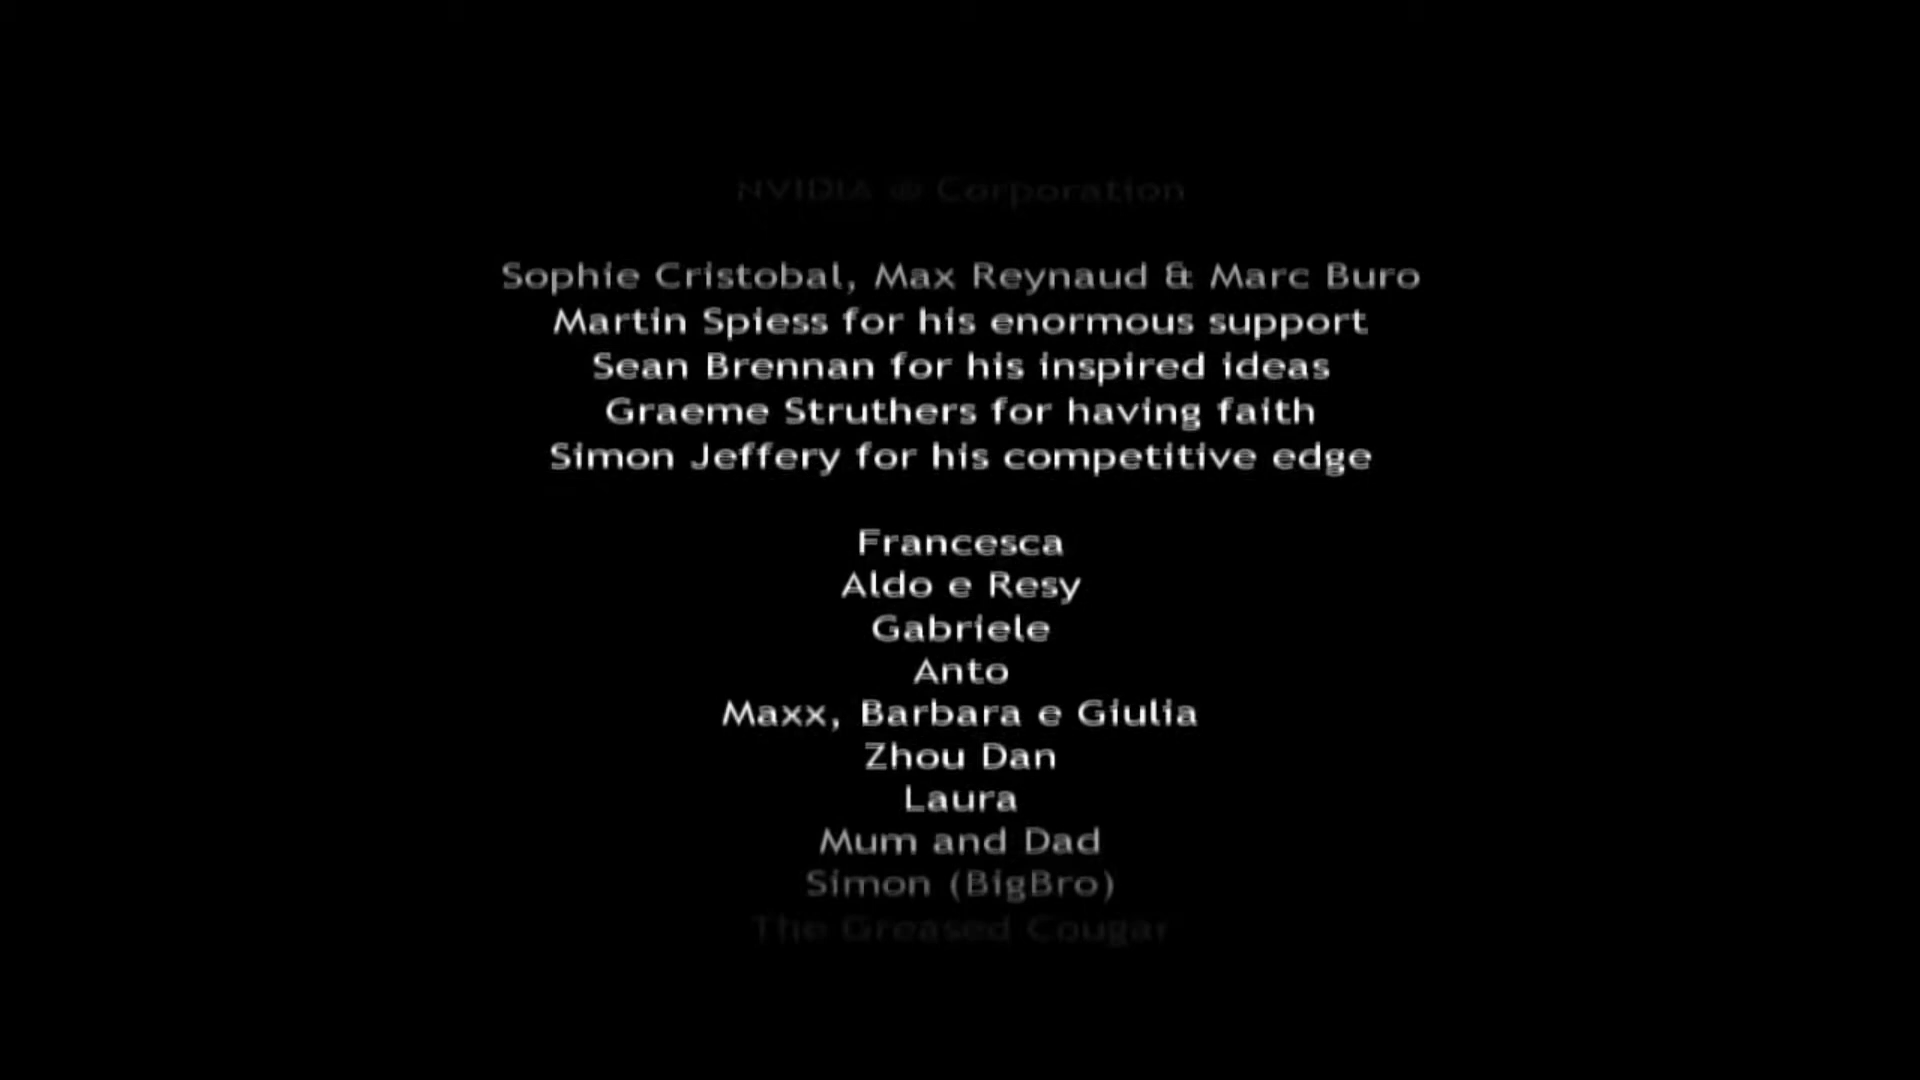 NVIDIA ® Corporation
Sophie Cristobal, Max Reynaud & Marc Buro
Martin Spiess for his enormous support
Sean Brennan for his inspired ideas
Graeme Struthers for having faith
Simon Jeffery for his competitive edge
Francesca
Aldo e Resy
Gabriele
Anto
Maxx, Barbara e Giulia
Zhou Dan
Laura
Mum and Dad
Simon (BigBro)
The Greased Cougar